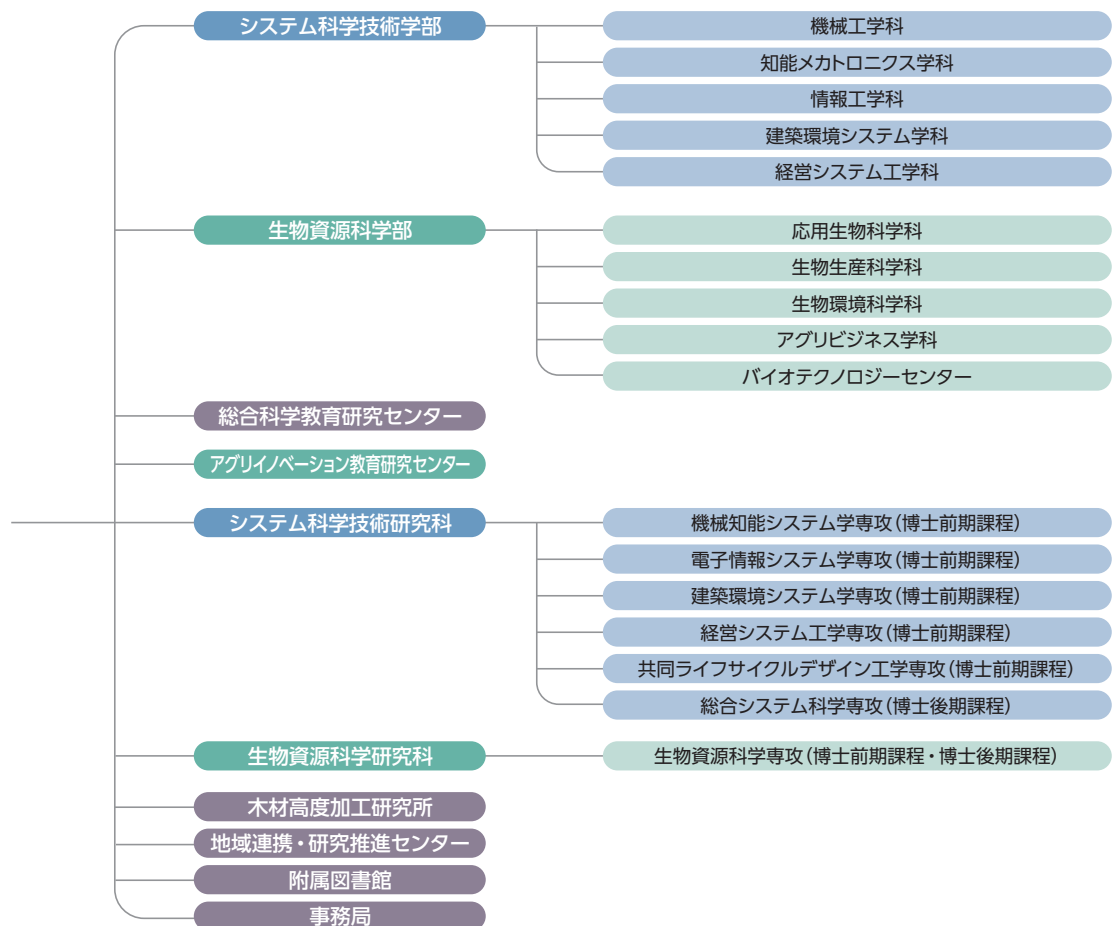 システム科学技術学部
機械工学科
知能メカトロニクス学科
情報工学科
建築環境システム学科
経営システム工学科
生物資源科学部
応用生物科学科
生物生産科学科
生物環境科学科
アグリビジネス学科
バイオテクノロジーセンター
総合科学教育研究センター
アグリイノベーション教育研究センター
システム科学技術研究科
機械知能システム学専攻(博士前期課程)
電子情報システム学専攻(博士前期課程)
建築環境システム学専攻(博士前期課程)
経営システム工学専攻(博士前期課程)
共同ライフサイクルデザイン工学専攻(博士前期課程)
総合システム科学専攻(博士後期課程)
生物資源科学研究科
生物資源科学専攻(博士前期課程・博士後期課程)
木材高度加工研究所
地域連携・研究推進センター
附属図書館
事務局